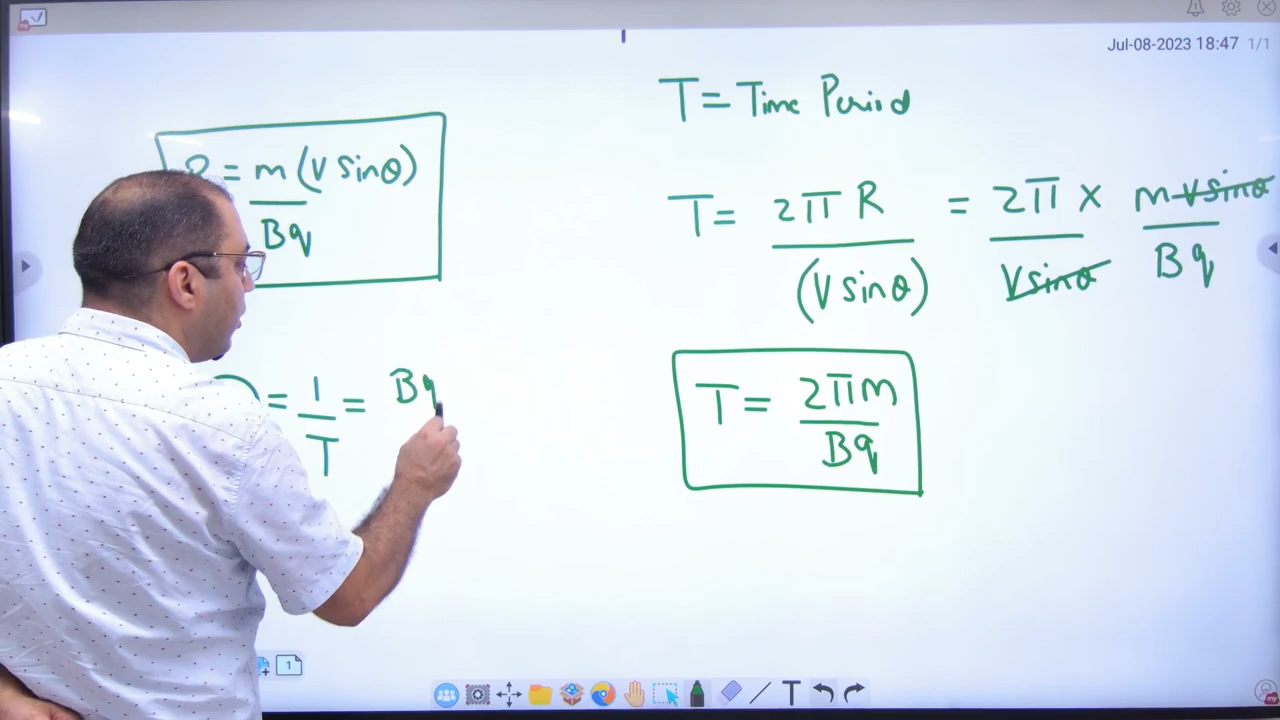 Jul-08-2023 18:47 1/1
T = Time Period
R = m (V sinθ)
Bq
T = 2π R = 2π x m V sinθ
(V sinθ) V sinθ Bq
= 1 = Bq
T
T = 2πm
Bq
1
T